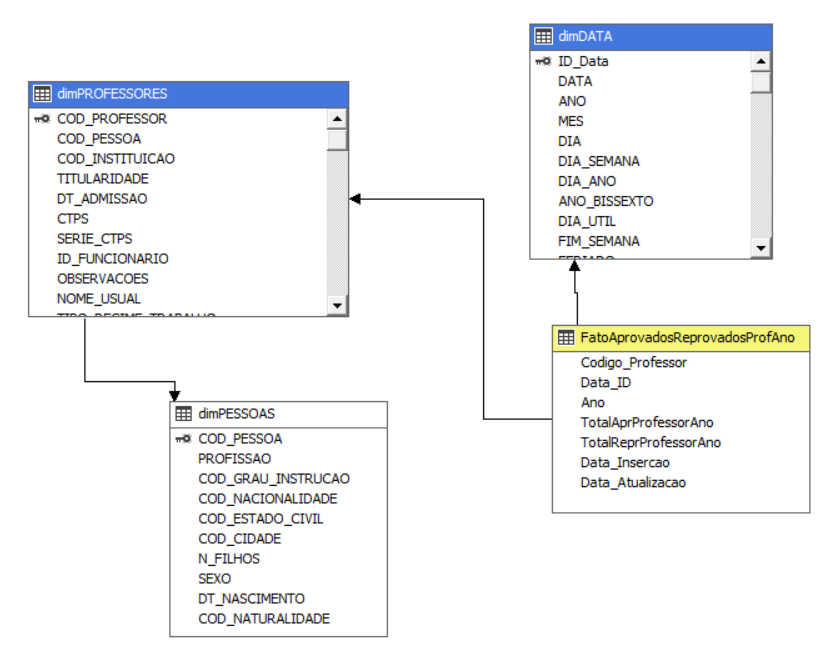 dimDATA
ID_Data
DATA
ANO
MES
DIA
DIA_SEMANA
DIA_ANO
ANO_BISSEXTO
DIA_UTIL
FIM_SEMANA
FERIADO
dimPROFESSORES
COD_PROFESSOR
COD_PESSOA
COD_INSTITUICAO
TITULARIDADE
DT_ADMISSAO
CTPS
SERIE_CTPS
ID_FUNCIONARIO
OBSERVACOES
NOME_USUAL
TIPO_REGIME_TRABALHO
FatoAprovadosReprovadosProfAno
Codigo_Professor
Data_ID
Ano
TotalAprProfessorAno
TotalReprProfessorAno
Data_Insercao
Data_Atualizacao
dimPESSOAS
COD_PESSOA
PROFISSAO
COD_GRAU_INSTRUCAO
COD_NACIONALIDADE
COD_ESTADO_CIVIL
COD_CIDADE
N_FILHOS
SEXO
DT_NASCIMENTO
COD_NATURALIDADE